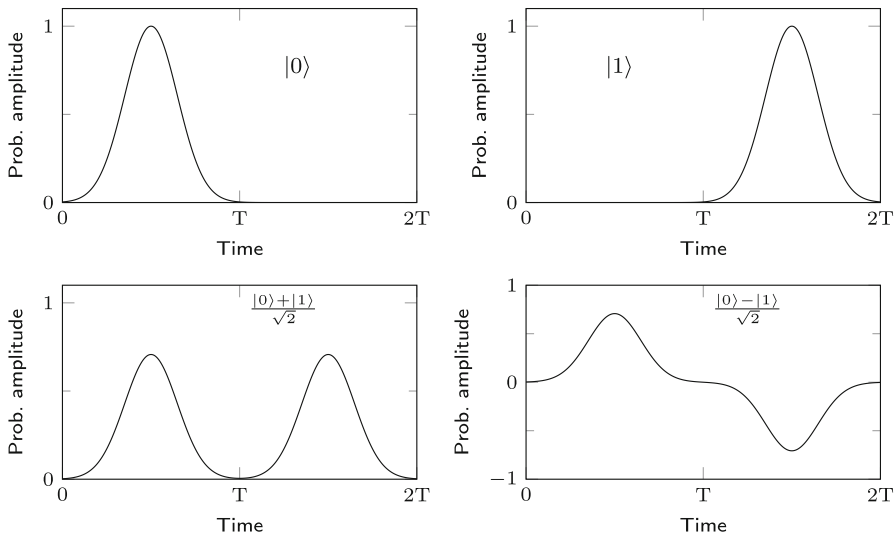 1
Prob. amplitude
|0⟩
0
0
T
2T
Time
1
Prob. amplitude
|1⟩
0
0
T
2T
Time
1
Prob. amplitude
|0⟩+|1⟩
√2
0
0
T
2T
Time
1
Prob. amplitude
|0⟩−|1⟩
√2
0
−1
0
T
2T
Time